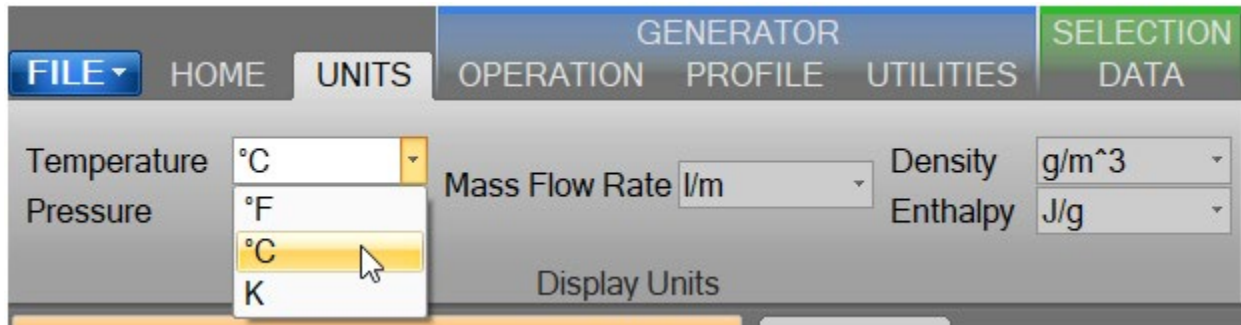 GENERATOR SELECTION
FILE HOME UNITS OPERATION PROFILE UTILITIES DATA
Temperature °C Mass Flow Rate l/m Density g/m^3
Pressure °F Enthalpy J/g
°C
K
Display Units